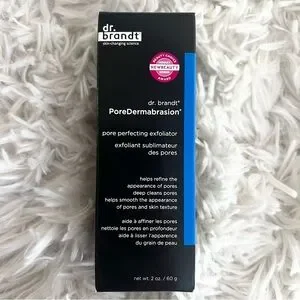 dr.
brandt
skin-changing science
NEWBEAUTY
AWARD
dr. brandt®
PoreDermabrasion®
pore perfecting exfoliator
exfoliant sublimateur
des pores
helps refine the
appearance of pores
deep cleans pores
helps smooth the appearance
of pores and skin texture
aide à affiner les pores
nettoie les pores en profondeur
aide à lisser l'apparence
du grain de peau
net wt. 2 oz. / 60 g